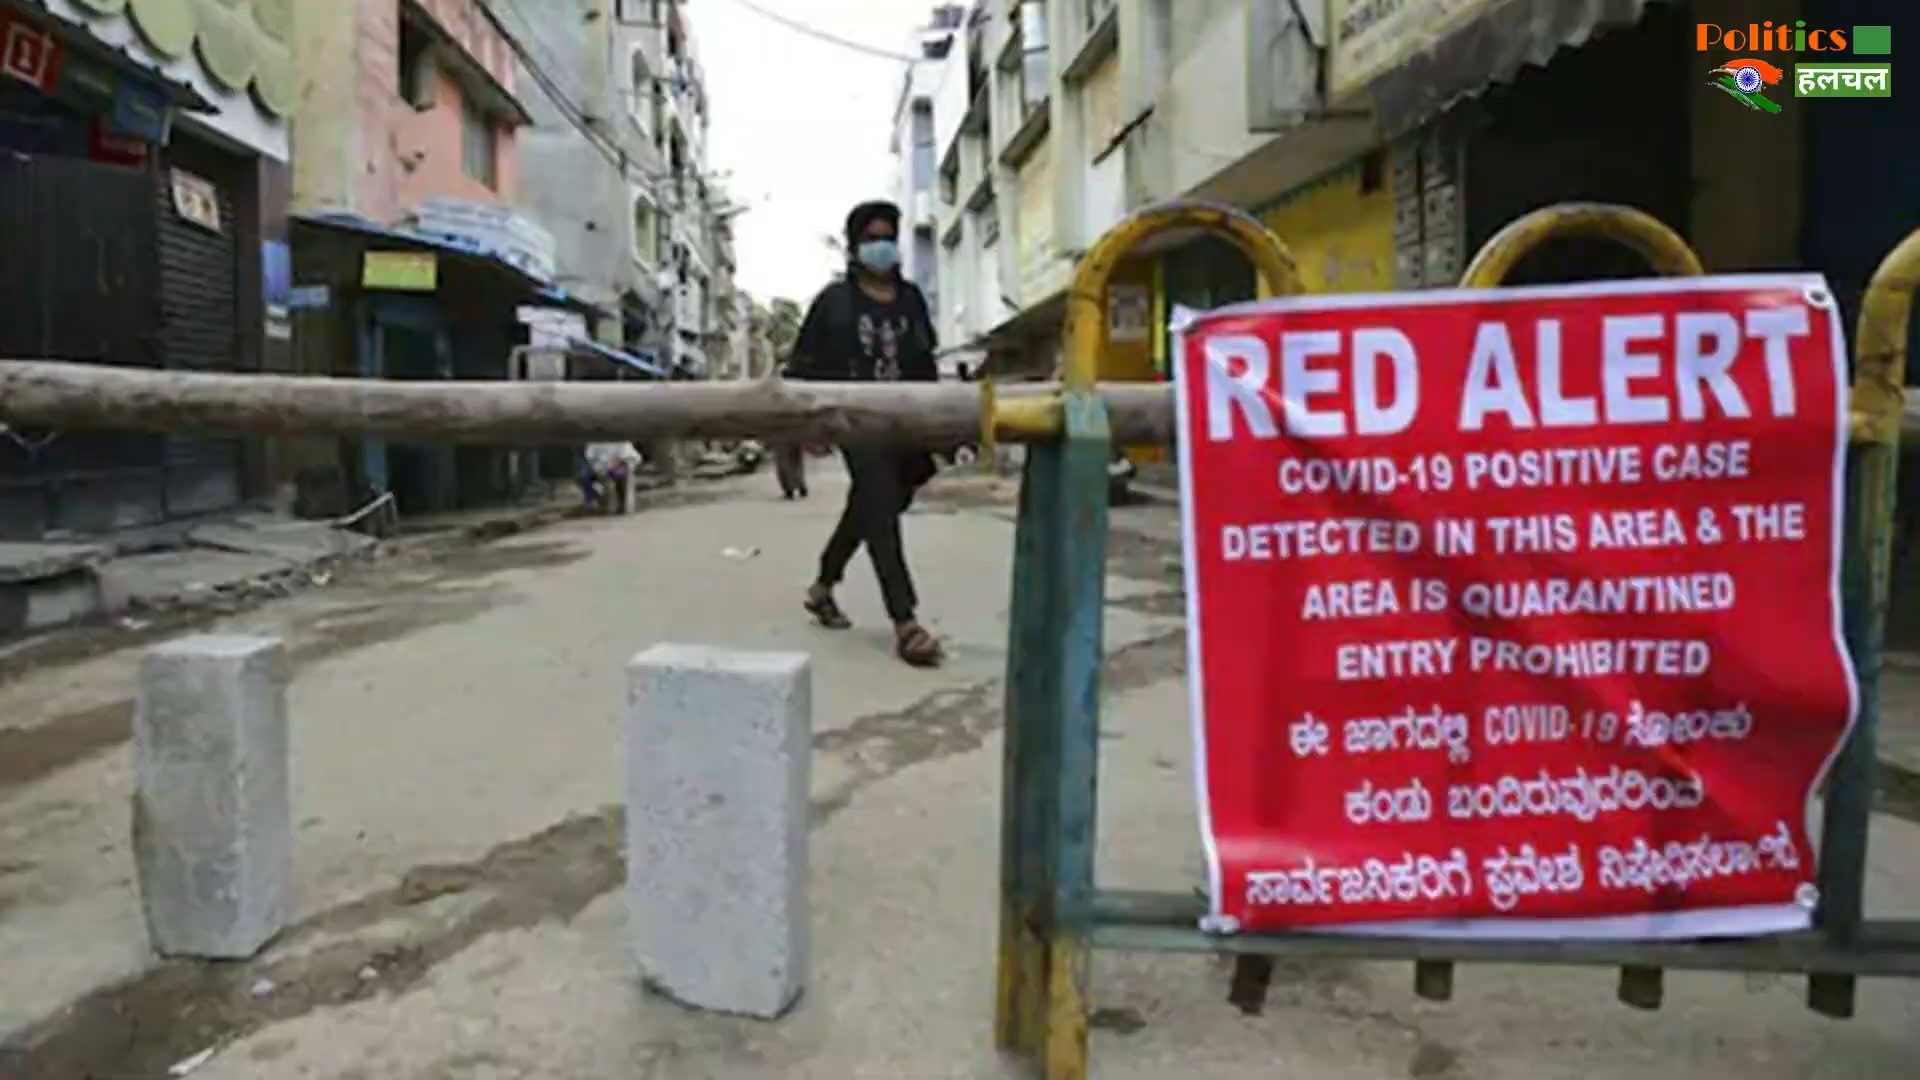 Politics
हलचल
RED ALERT
COVID-19 POSITIVE CASE
DETECTED IN THIS AREA & THE
AREA IS QUARANTINED
ENTRY PROHIBITED
ಈ ಜಾಗದಲ್ಲಿ COVID-19 ಸೋಂಕು
ಕಂಡು ಬಂದಿರುವುದರಿಂದ
ಸಾರ್ವಜನಿಕರಿಗೆ ಪ್ರವೇಶ ನಿಷೇಧಿಸಲಾಗಿದೆ